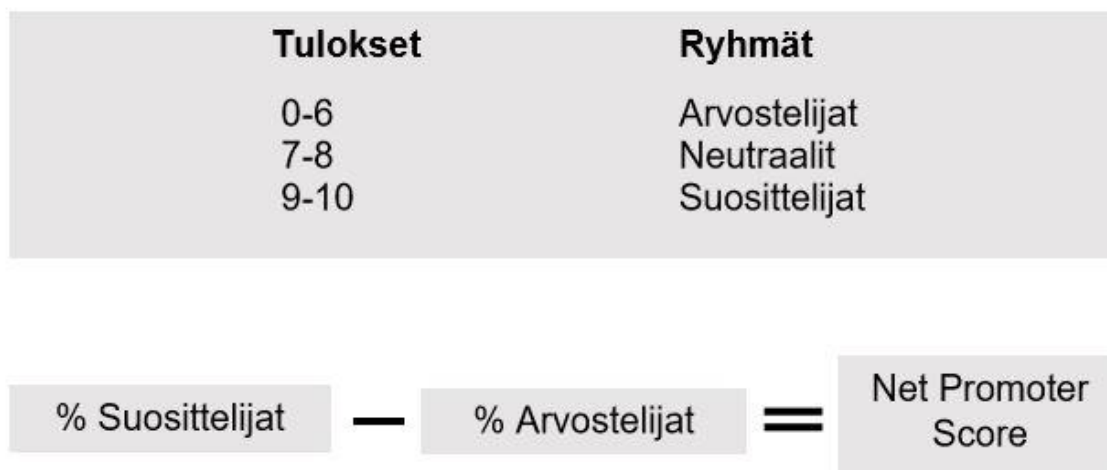 Tulokset Ryhmät
0-6 Arvostelijat
7-8 Neutraalit
9-10 Suosittelijat
% Suosittelijat − % Arvostelijat = Net Promoter
Score